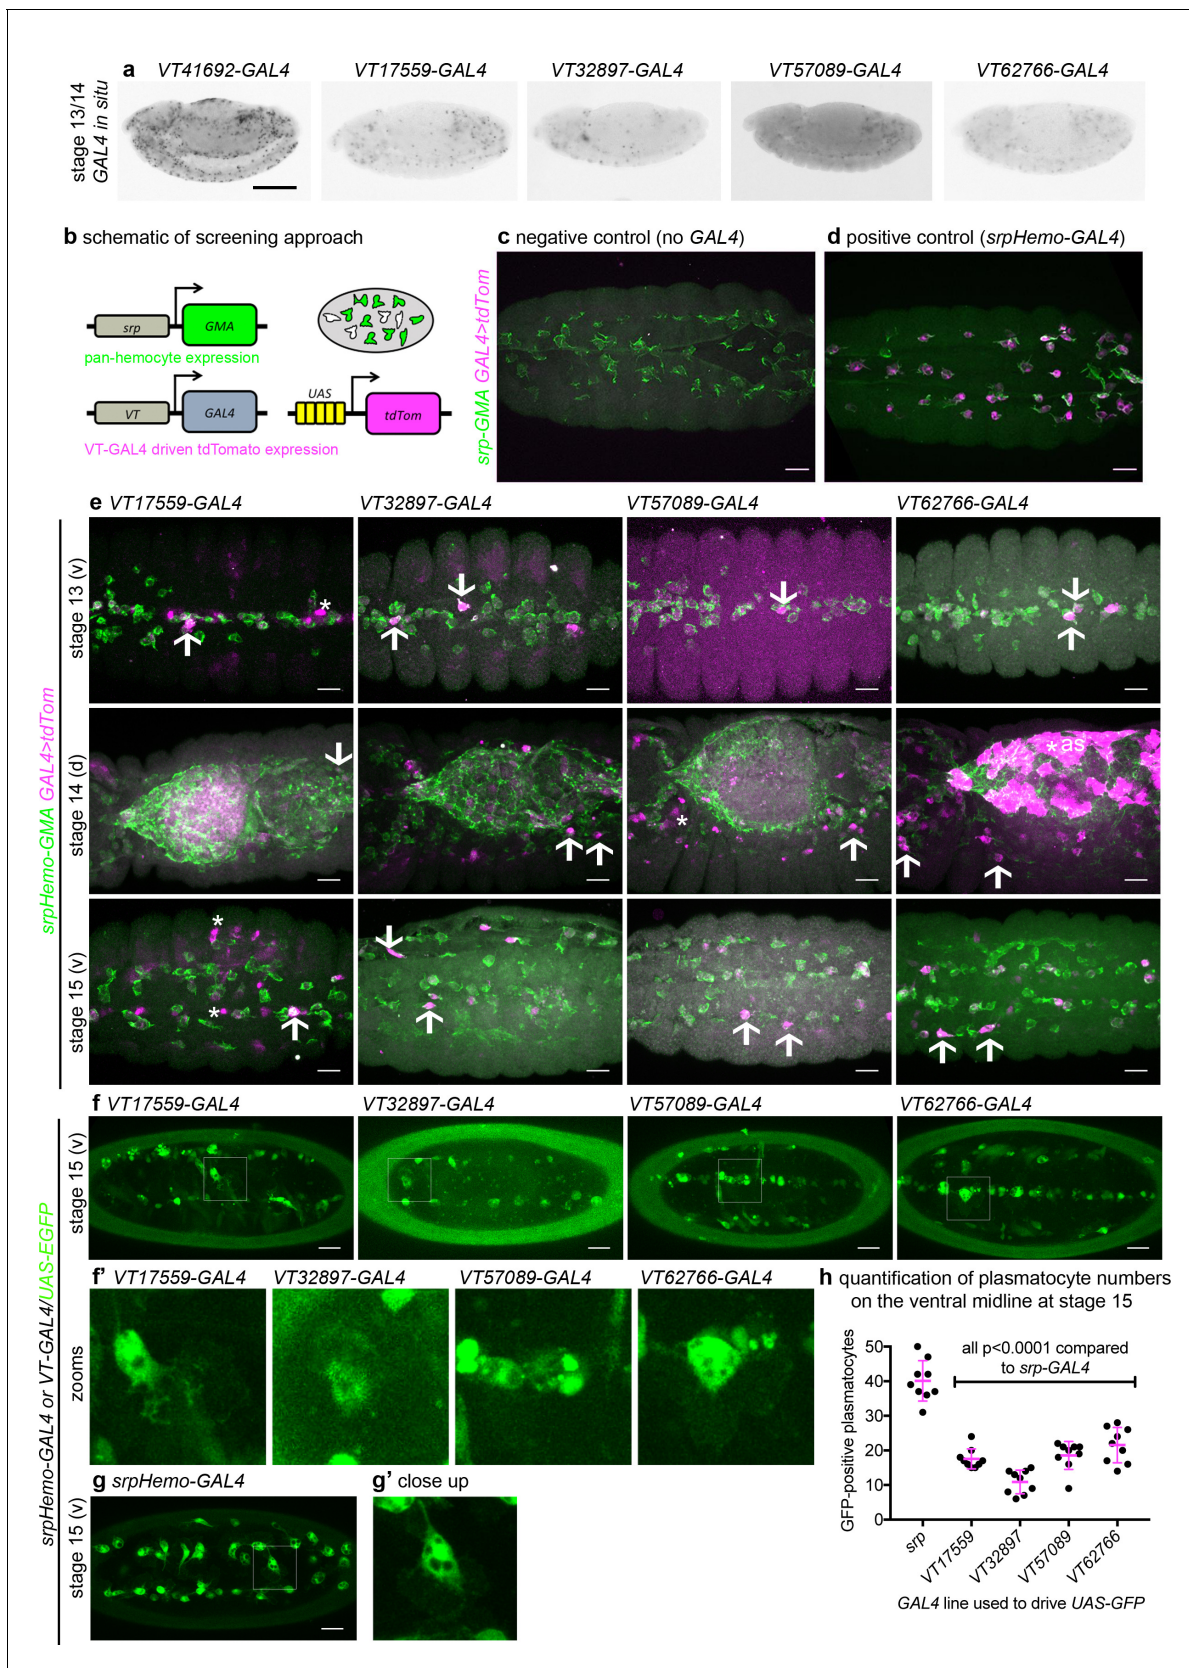 a VT41692-GAL4 VT17559-GAL4 VT32897-GAL4 VT57089-GAL4 VT62766-GAL4
stage 13/14
GAL4 in situ
b schematic of screening approach
srp
GMA
pan-hemocyte expression
VT
GAL4
UAS
tdTom
VT-GAL4 driven tdTomato expression
c negative control (no GAL4)
d positive control (srpHemo-GAL4)
srp-GMA GAL4>tdTom
e VT17559-GAL4 VT32897-GAL4 VT57089-GAL4 VT62766-GAL4
srpHemo-GMA GAL4>tdTom
stage 13 (v)
*
stage 14 (d)
*
*as
stage 15 (v)
*
*
f VT17559-GAL4 VT32897-GAL4 VT57089-GAL4 VT62766-GAL4
srpHemo-GAL4 or VT-GAL4/UAS-EGFP
stage 15 (v)
f' VT17559-GAL4 VT32897-GAL4 VT57089-GAL4 VT62766-GAL4
zooms
g srpHemo-GAL4
stage 15 (v)
g' close up
h quantification of plasmatocyte numbers
on the ventral midline at stage 15
all p<0.0001 compared
to srp-GAL4
GFP-positive plasmatocytes
50
40
30
20
10
0
srp VT17559 VT32897 VT57089 VT62766
GAL4 line used to drive UAS-GFP